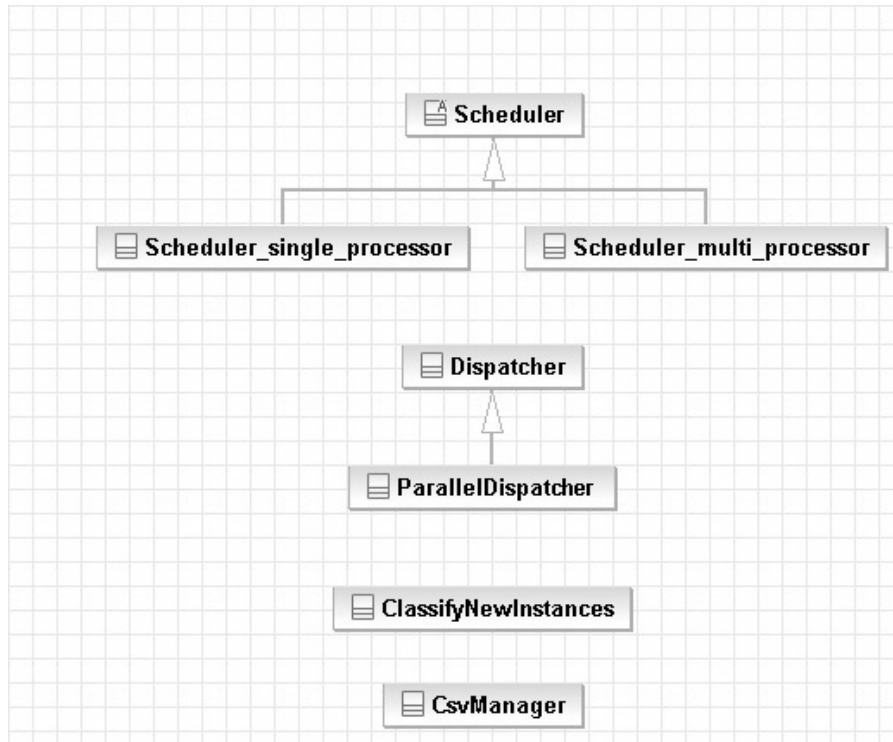 Scheduler
Scheduler_single_processor
Scheduler_multi_processor
Dispatcher
ParallelDispatcher
ClassifyNewInstances
CsvManager